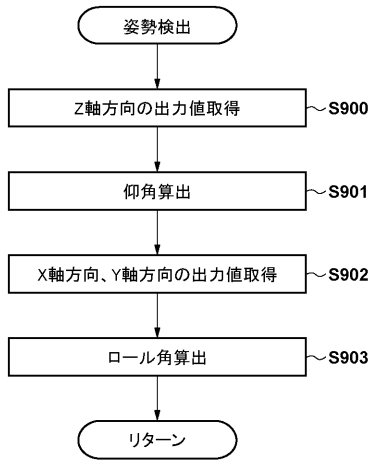 姿勢検出
Z軸方向の出力値取得 S900
仰角算出 S901
X軸方向、Y軸方向の出力値取得 S902
ロール角算出 S903
リターン